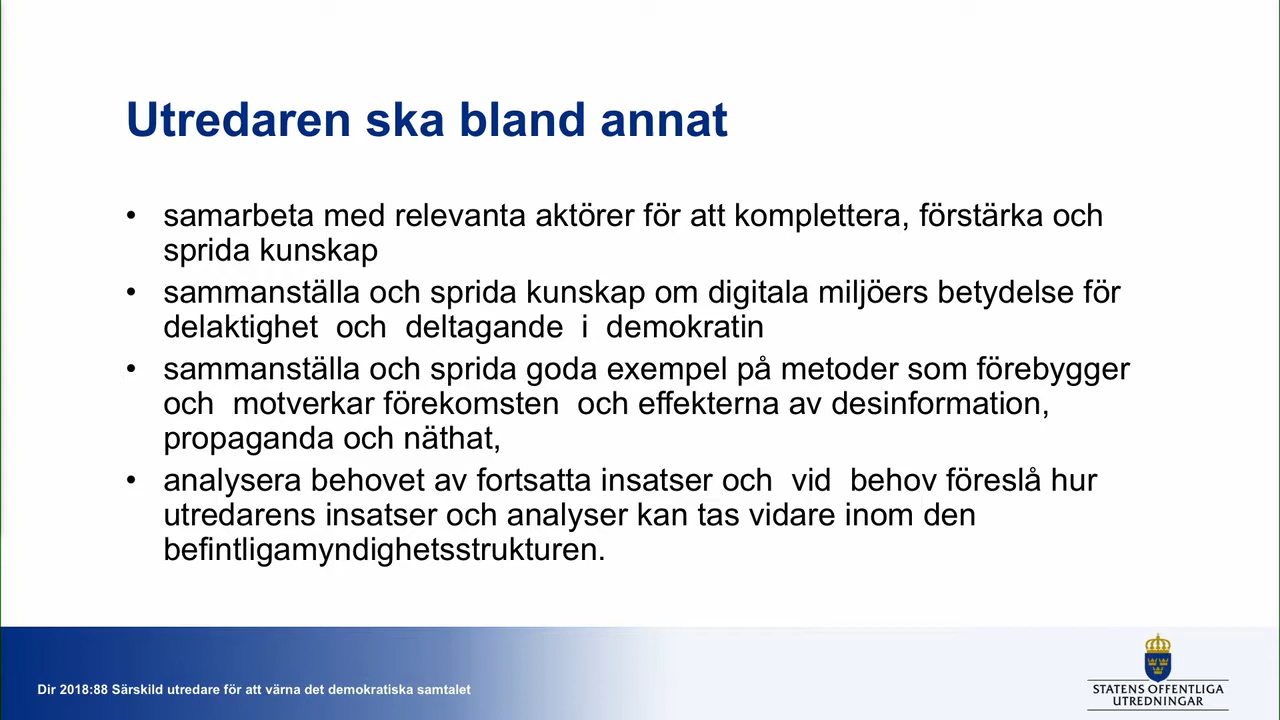 Utredaren ska bland annat
• samarbeta med relevanta aktörer för att komplettera, förstärka och
sprida kunskap
• sammanställa och sprida kunskap om digitala miljöers betydelse för
delaktighet och deltagande i demokratin
• sammanställa och sprida goda exempel på metoder som förebygger
och motverkar förekomsten och effekterna av desinformation,
propaganda och näthat,
• analysera behovet av fortsatta insatser och vid behov föreslå hur
utredarens insatser och analyser kan tas vidare inom den
befintligamyndighetsstrukturen.
Dir 2018:88 Särskild utredare för att värna det demokratiska samtalet
STATENS OFFENTLIGA
UTREDNINGAR